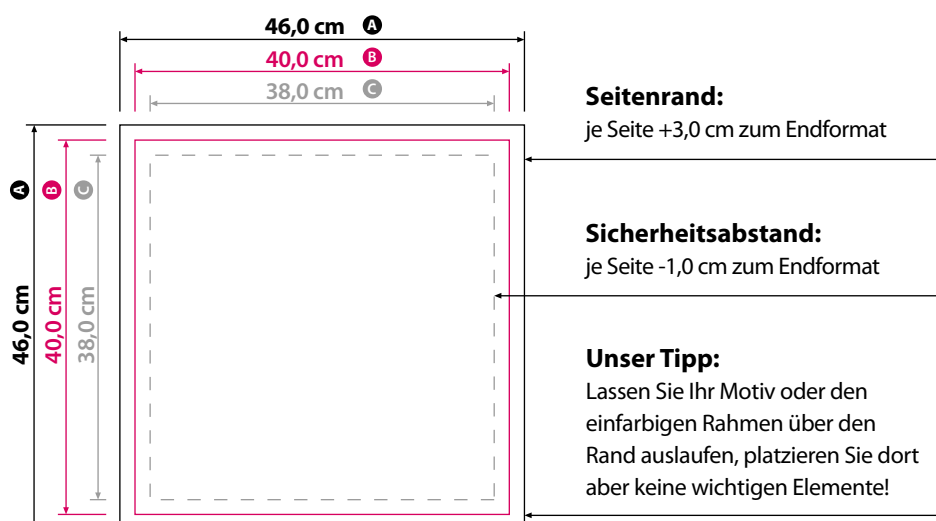 46,0 cm A
40,0 cm B
38,0 cm C
46,0 cm A
40,0 cm B
38,0 cm C
Seitenrand:
je Seite +3,0 cm zum Endformat
Sicherheitsabstand:
je Seite -1,0 cm zum Endformat
Unser Tipp:
Lassen Sie Ihr Motiv oder den
einfarbigen Rahmen über den
Rand auslaufen, platzieren Sie dort
aber keine wichtigen Elemente!